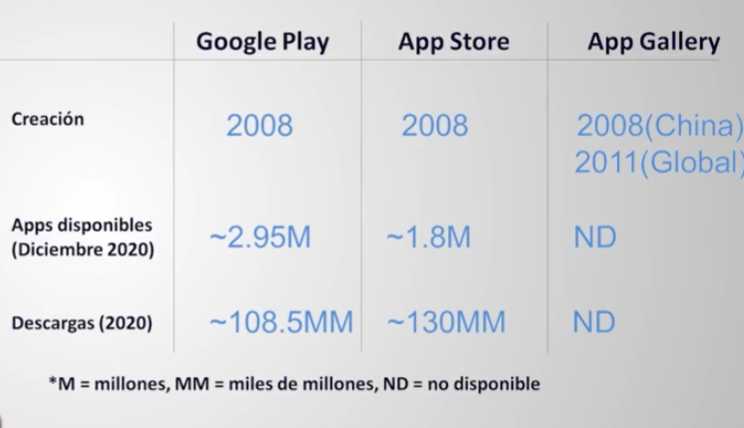 Google Play App Store App Gallery
Creación 2008 2008 2008(China)
2011(Global)
Apps disponibles
(Diciembre 2020) ~2.95M ~1.8M ND
Descargas (2020) ~108.5MM ~130MM ND
*M = millones, MM = miles de millones, ND = no disponible